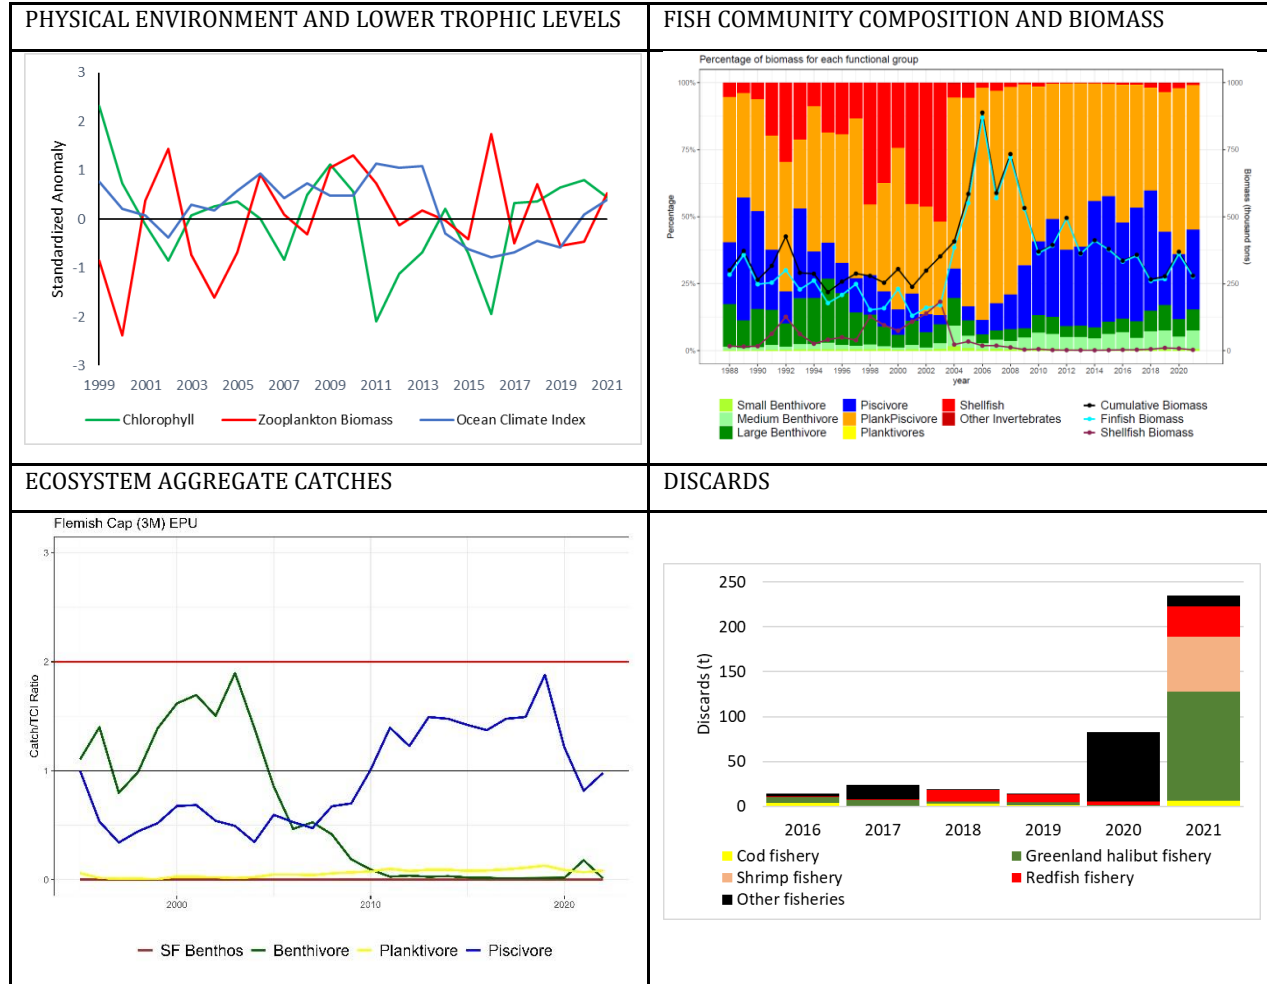 PHYSICAL ENVIRONMENT AND LOWER TROPHIC LEVELS
3
2
1
0
-1
-2
-3
Standardized Anomaly
1999 2001 2003 2005 2007 2009 2011 2013 2015 2017 2019 2021
Chlorophyll Zooplankton Biomass Ocean Climate Index
FISH COMMUNITY COMPOSITION AND BIOMASS
Percentage of biomass for each functional group
100%
75%
50%
25%
0%
Percentage
1000
750
500
250
0
Biomass (thousand tons)
1988 1990 1992 1994 1996 1998 2000 2002 2004 2006 2008 2010 2012 2014 2016 2018 2020
year
Small Benthivore Piscivore Shellfish Cumulative Biomass
Medium Benthivore PlankPiscivore Other Invertebrates Finfish Biomass
Large Benthivore Planktivores Shellfish Biomass
ECOSYSTEM AGGREGATE CATCHES
Flemish Cap (3M) EPU
3
2
1
0
Catch/TCI Ratio
2000 2010 2020
SF Benthos Benthivore Planktivore Piscivore
DISCARDS
250
200
150
100
50
0
Discards (t)
2016 2017 2018 2019 2020 2021
Cod fishery Greenland halibut fishery
Shrimp fishery Redfish fishery
Other fisheries